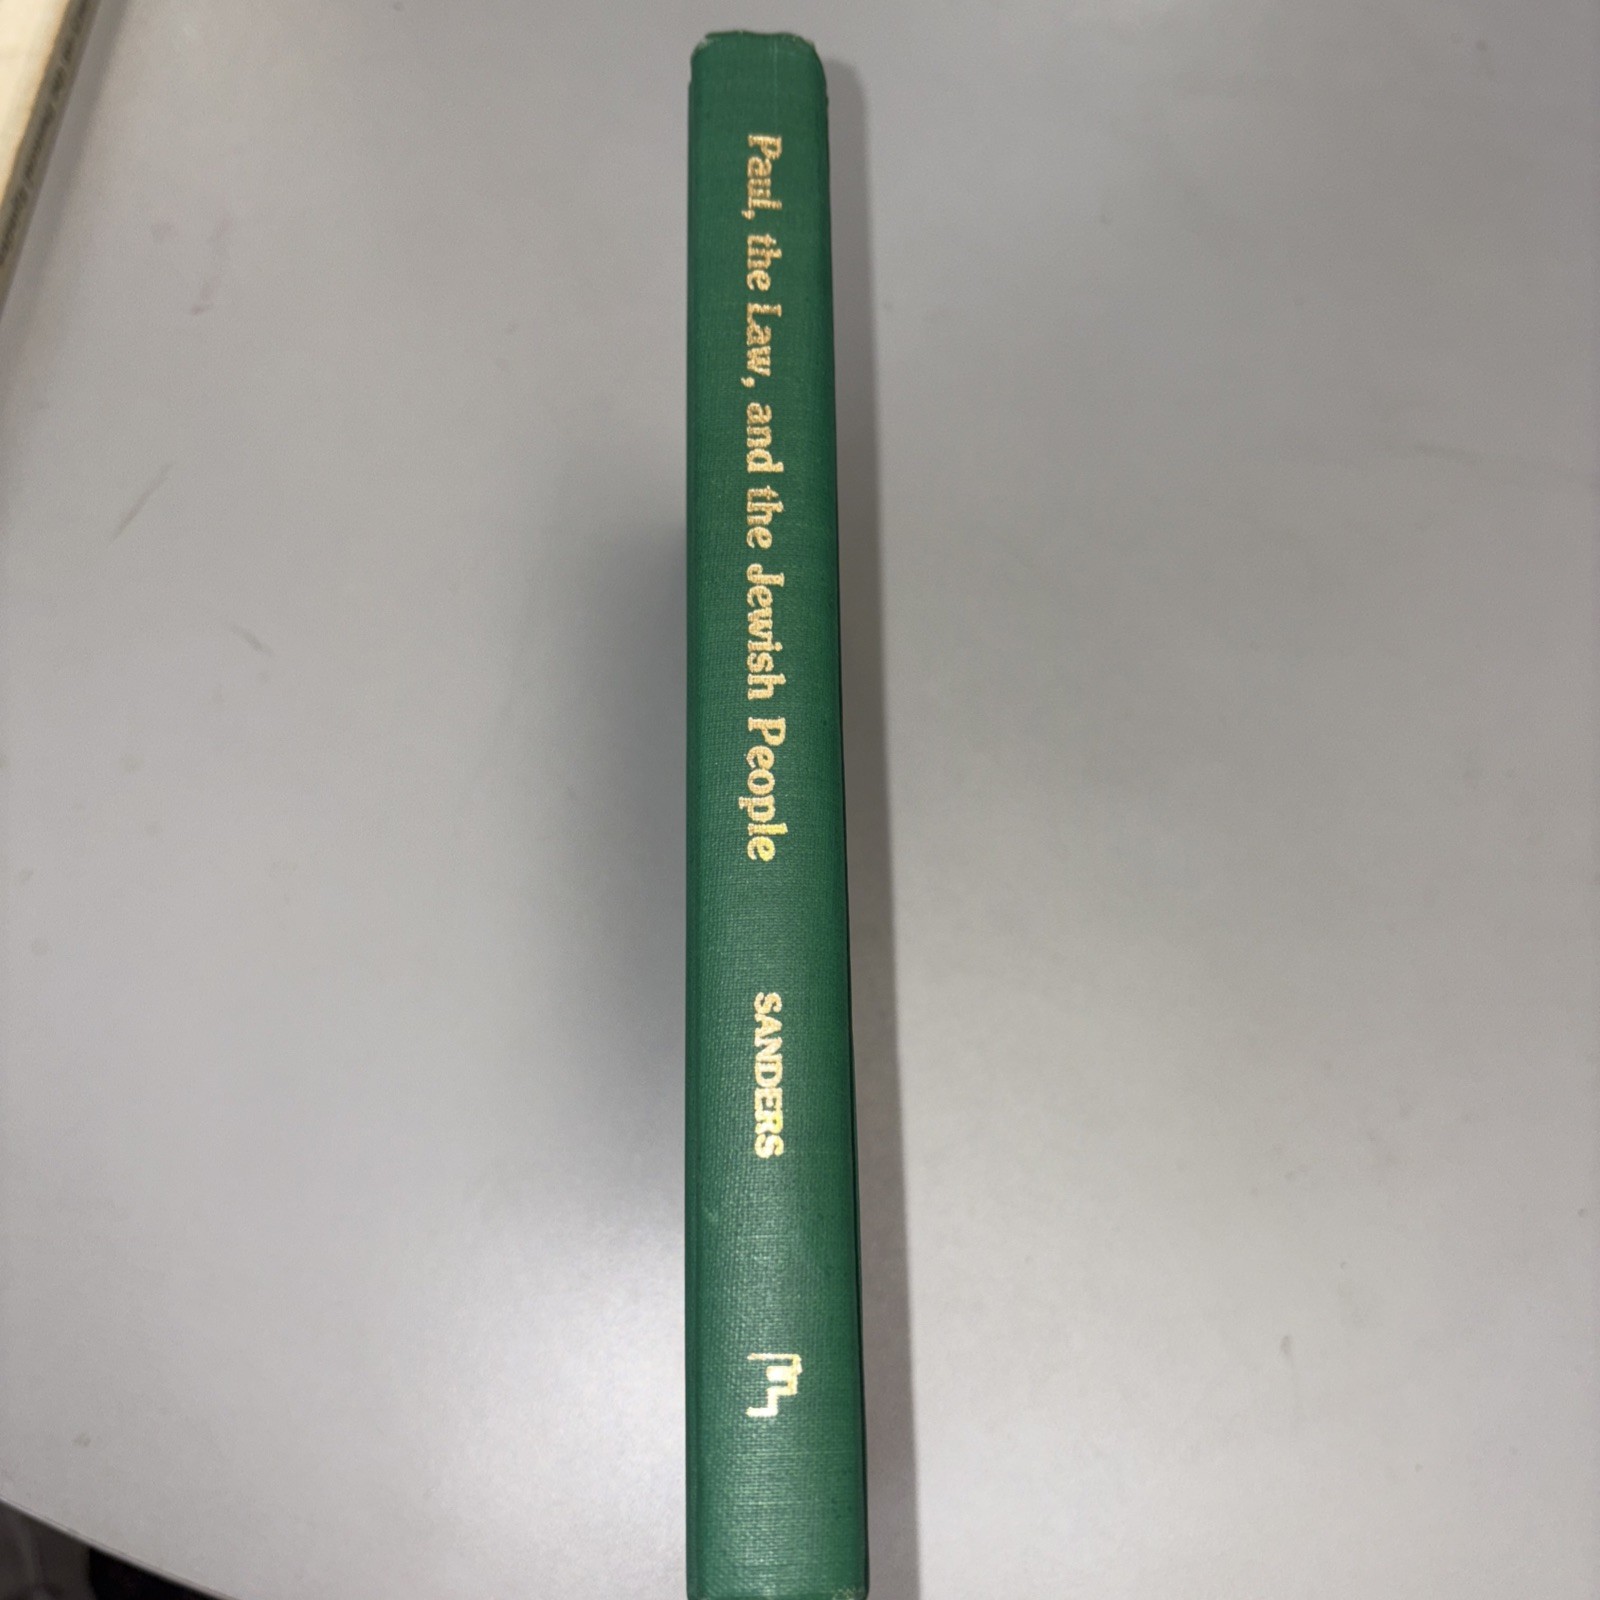 Paul, the Law, and the Jewish People
SANDERS